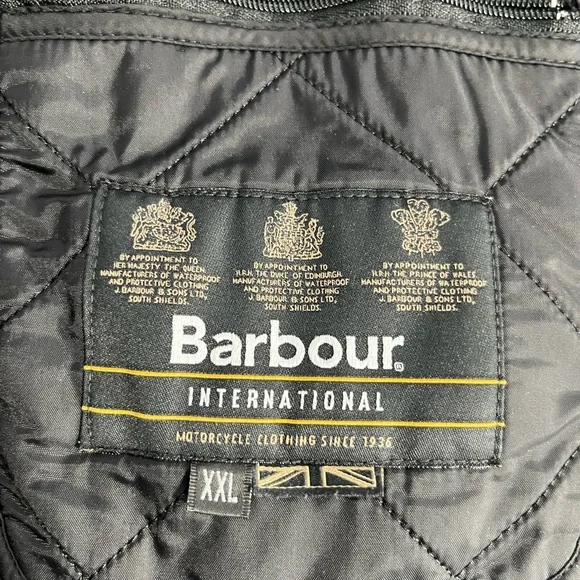 BY APPOINTMENT TO
HER MAJESTY THE QUEEN
MANUFACTURERS OF WATERPROOF
AND PROTECTIVE CLOTHING
J. BARBOUR & SONS LTD,
SOUTH SHIELDS.
BY APPOINTMENT TO
H.R.H. THE DUKE OF EDINBURGH
MANUFACTURERS OF WATERPROOF
AND PROTECTIVE CLOTHING
J. BARBOUR & SONS LTD,
SOUTH SHIELDS.
BY APPOINTMENT TO
H.R.H. THE PRINCE OF WALES
MANUFACTURERS OF WATERPROOF
AND PROTECTIVE CLOTHING
J. BARBOUR & SONS LTD,
SOUTH SHIELDS.
Barbour®
INTERNATIONAL
MOTORCYCLE CLOTHING SINCE 1936
XXL